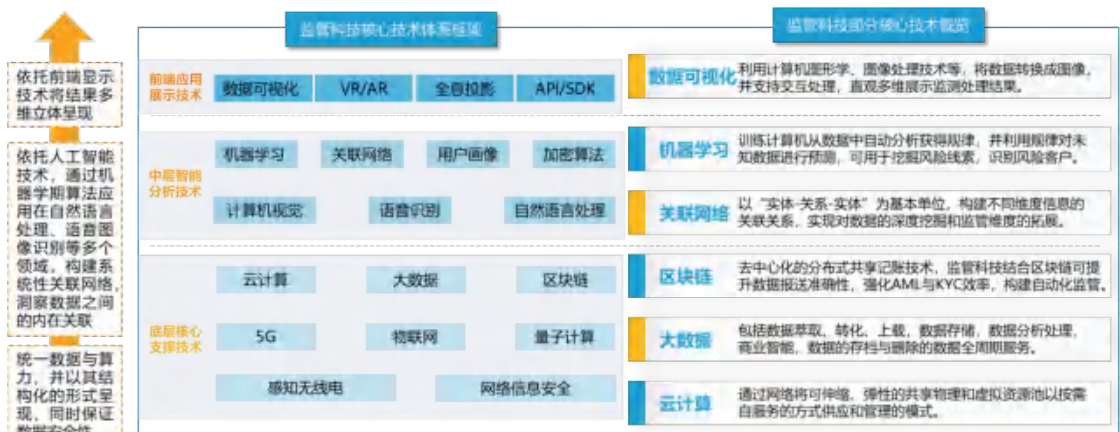 监管科技核心技术体系框架
监管科技部分核心技术概览
依托前端显示
技术将结果多
维立体呈现
依托人工智能
技术，通过机
器学期算法应
用在自然语言
处理、语音图
像识别等多个
领域，构建系
统性关联网络，
洞察数据之间
的内在关联
统一数据与算
力，并以其结
构化的形式呈
现，同时保证
数据安全性
前端应用
展示技术
数据可视化
VR/AR
全息投影
API/SDK
中层智能
分析技术
机器学习
关联网络
用户画像
加密算法
计算机视觉
语音识别
自然语言处理
底层核心
支撑技术
云计算
大数据
区块链
5G
物联网
量子计算
感知无线电
网络信息安全
数据可视化
利用计算机图形学、图像处理技术等，将数据转换成图像，
并支持交互处理，直观多维展示监测处理结果。
机器学习
训练计算机从数据中自动分析获得规律，并利用规律对未
知数据进行预测，可用于挖掘风险线索，识别风险客户。
关联网络
以“实体-关系-实体”为基本单位，构建不同维度信息的
关联关系，实现对数据的深度挖掘和监管维度的拓展。
区块链
去中心化的分布式共享记账技术，监管科技结合区块链可提
升数据报送准确性，强化AML与KYC效率，构建自动化监管。
大数据
包括数据萃取、转化、上载，数据存储，数据分析处理，
商业智能，数据的存档与删除的数据全周期服务。
云计算
通过网络将可伸缩、弹性的共享物理和虚拟资源池以按需
自服务的方式供应和管理的模式。